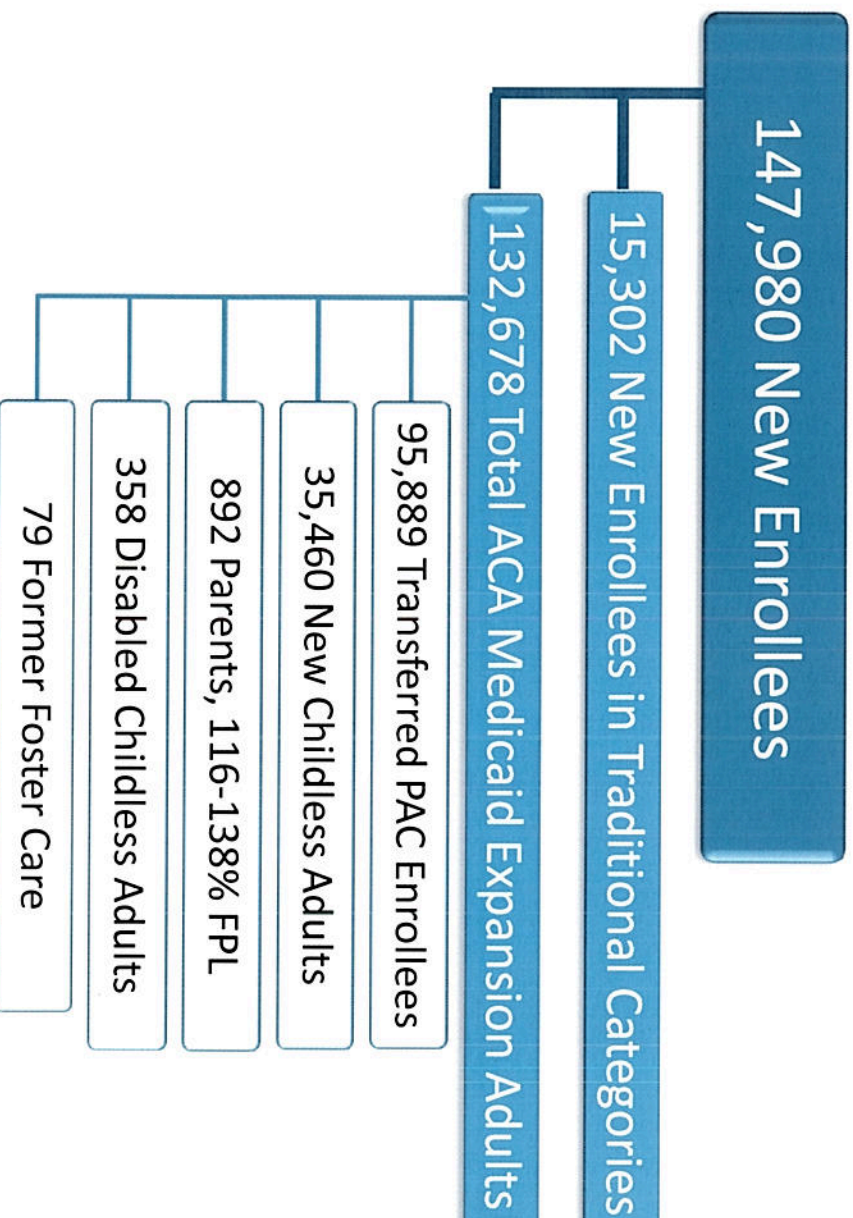 147,980 New Enrollees
15,302 New Enrollees in Traditional Categories
132,678 Total ACA Medicaid Expansion Adults
95,889 Transferred PAC Enrollees
35,460 New Childless Adults
892 Parents, 116-138% FPL
358 Disabled Childless Adults
79 Former Foster Care